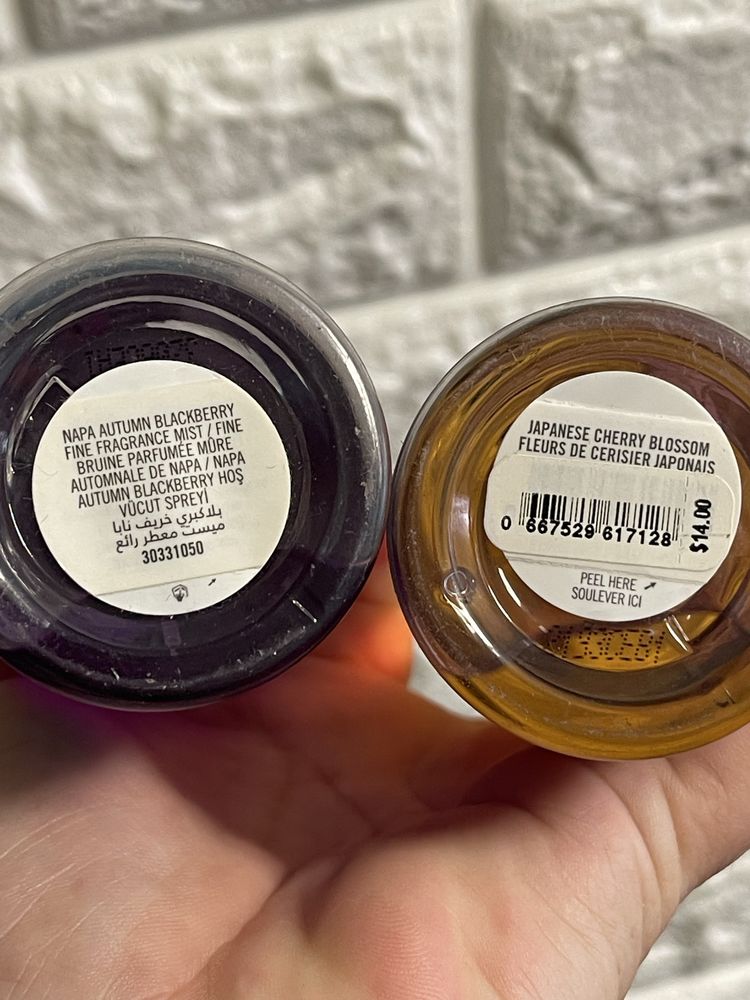 NAPA AUTUMN BLACKBERRY
FINE FRAGRANCE MIST / FINE
BRUINE PARFUMÉE MÛRE
AUTOMNALE DE NAPA / NAPA
AUTUMN BLACKBERRY HOŞ
VÜCUT SPREYİ
بلاكبري خريف نابا
ميست معطر رائع
30331050
JAPANESE CHERRY BLOSSOM
FLEURS DE CERISIER JAPONAIS
0 667529 617128
$14.00
PEEL HERE
SOULEVER ICI